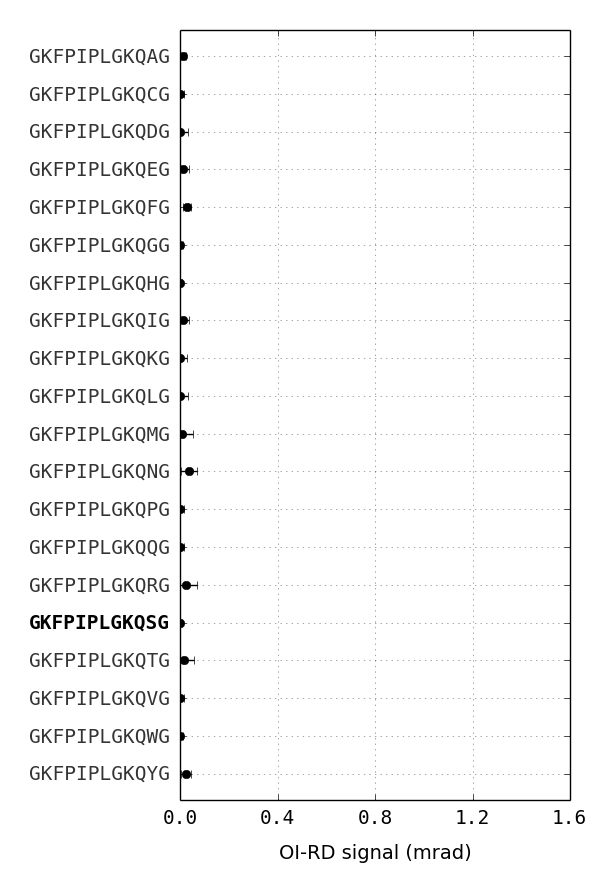 GKFPIPLGKQAG
GKFPIPLGKQCG
GKFPIPLGKQDG
GKFPIPLGKQEG
GKFPIPLGKQFG
GKFPIPLGKQGG
GKFPIPLGKQHG
GKFPIPLGKQIG
GKFPIPLGKQKG
GKFPIPLGKQLG
GKFPIPLGKQMG
GKFPIPLGKQNG
GKFPIPLGKQPG
GKFPIPLGKQQG
GKFPIPLGKQRG
GKFPIPLGKQSG
GKFPIPLGKQTG
GKFPIPLGKQVG
GKFPIPLGKQWG
GKFPIPLGKQYG
0.0 0.4 0.8 1.2 1.6
OI-RD signal (mrad)